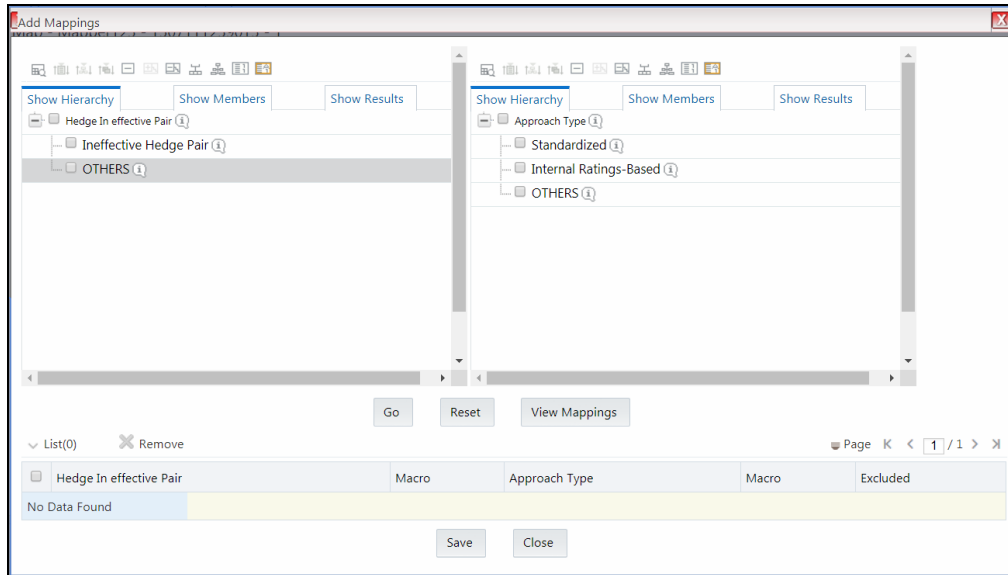 Add Mappings
X
Show Hierarchy Show Members Show Results
Hedge In effective Pair
Ineffective Hedge Pair
OTHERS
Show Hierarchy Show Members Show Results
Approach Type
Standardized
Internal Ratings-Based
OTHERS
Go Reset View Mappings
List(0) Remove Page 1 / 1
Hedge In effective Pair Macro Approach Type Macro Excluded
No Data Found
Save Close